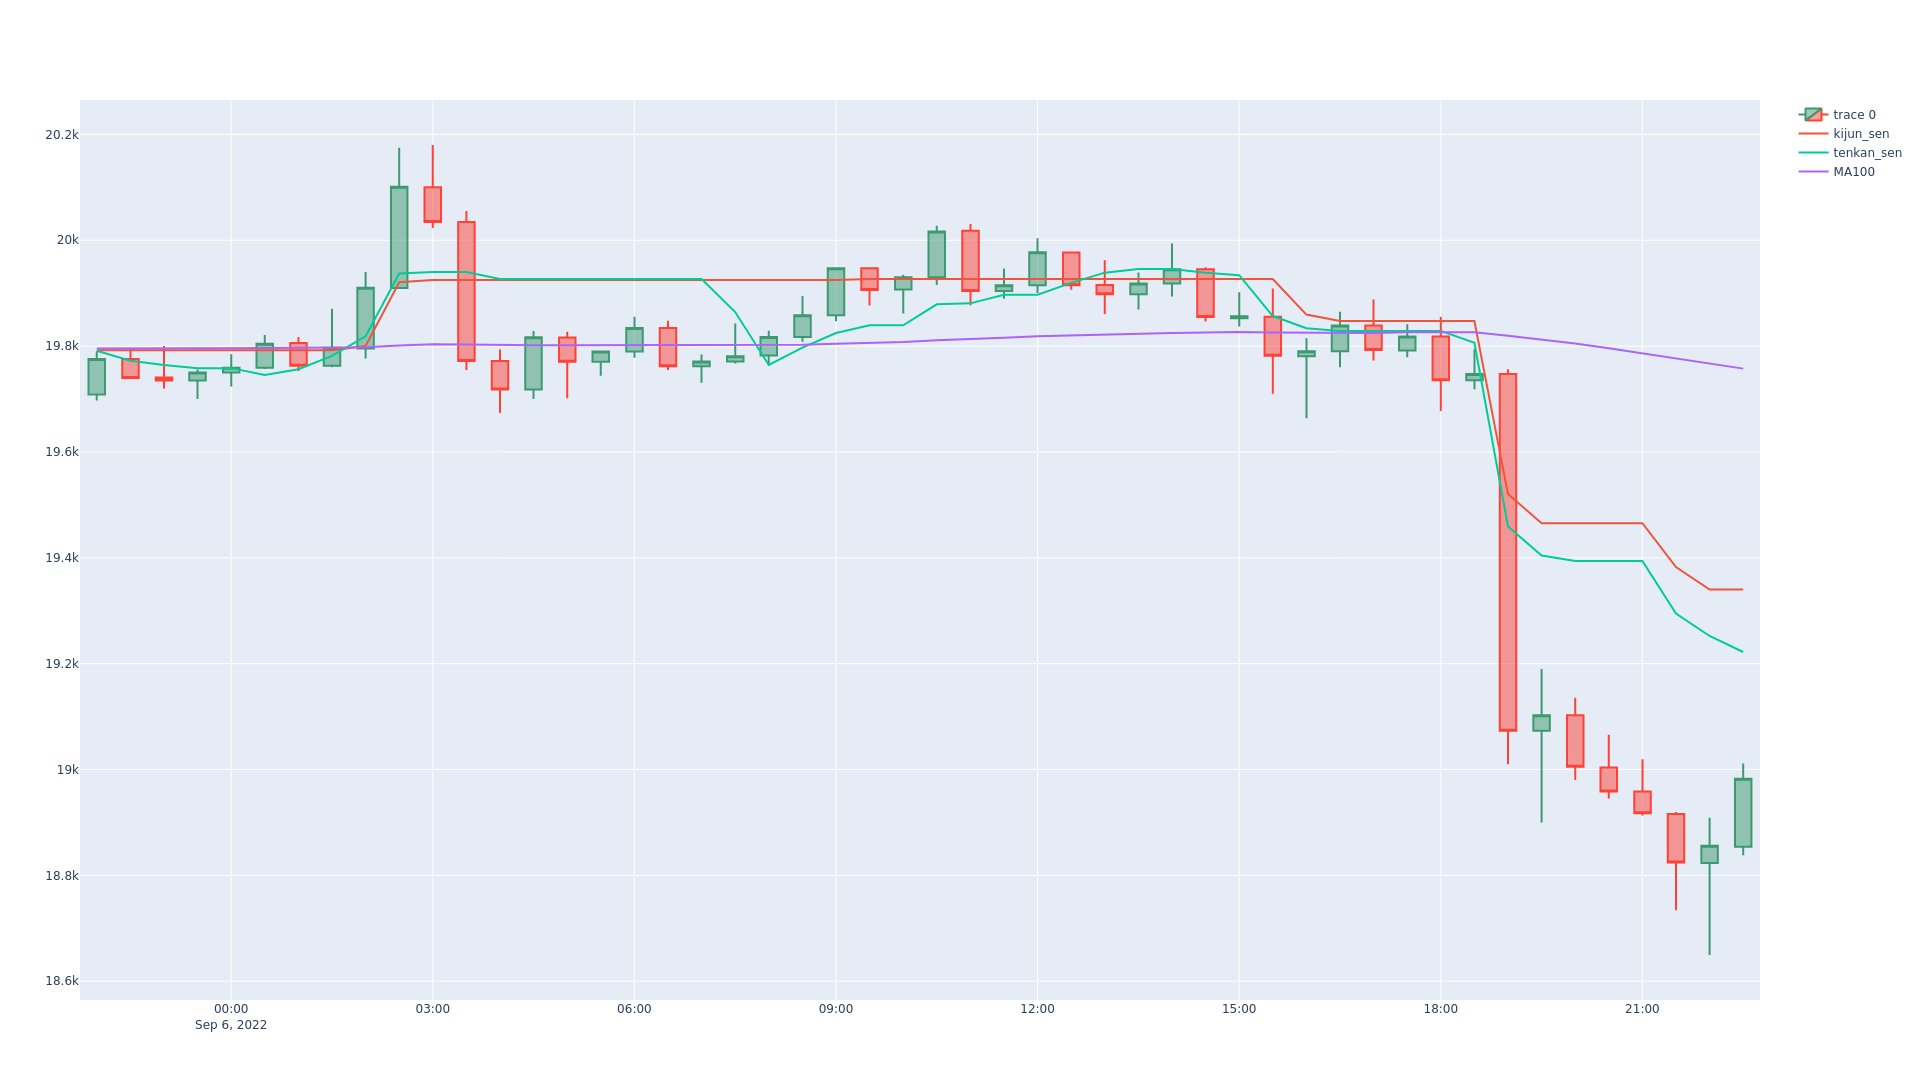 20.2k
20k
19.8k
19.6k
19.4k
19.2k
19k
18.8k
18.6k
00:00
Sep 6, 2022
03:00
06:00
09:00
12:00
15:00
18:00
21:00
trace 0
kijun_sen
tenkan_sen
MA100